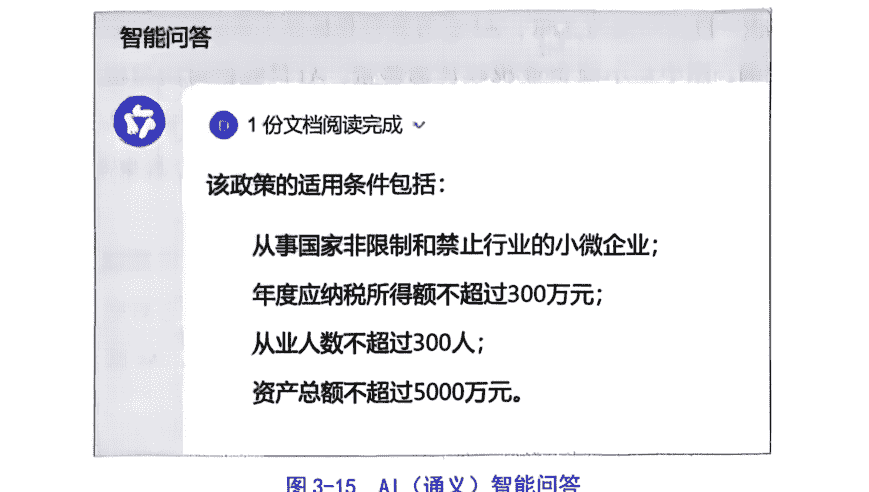 智能问答
1 份文档阅读完成
该政策的适用条件包括：
从事国家非限制和禁止行业的小微企业；
年度应纳税所得额不超过300万元；
从业人数不超过300人；
资产总额不超过5000万元。
图 3-15 AI（通义）智能问答